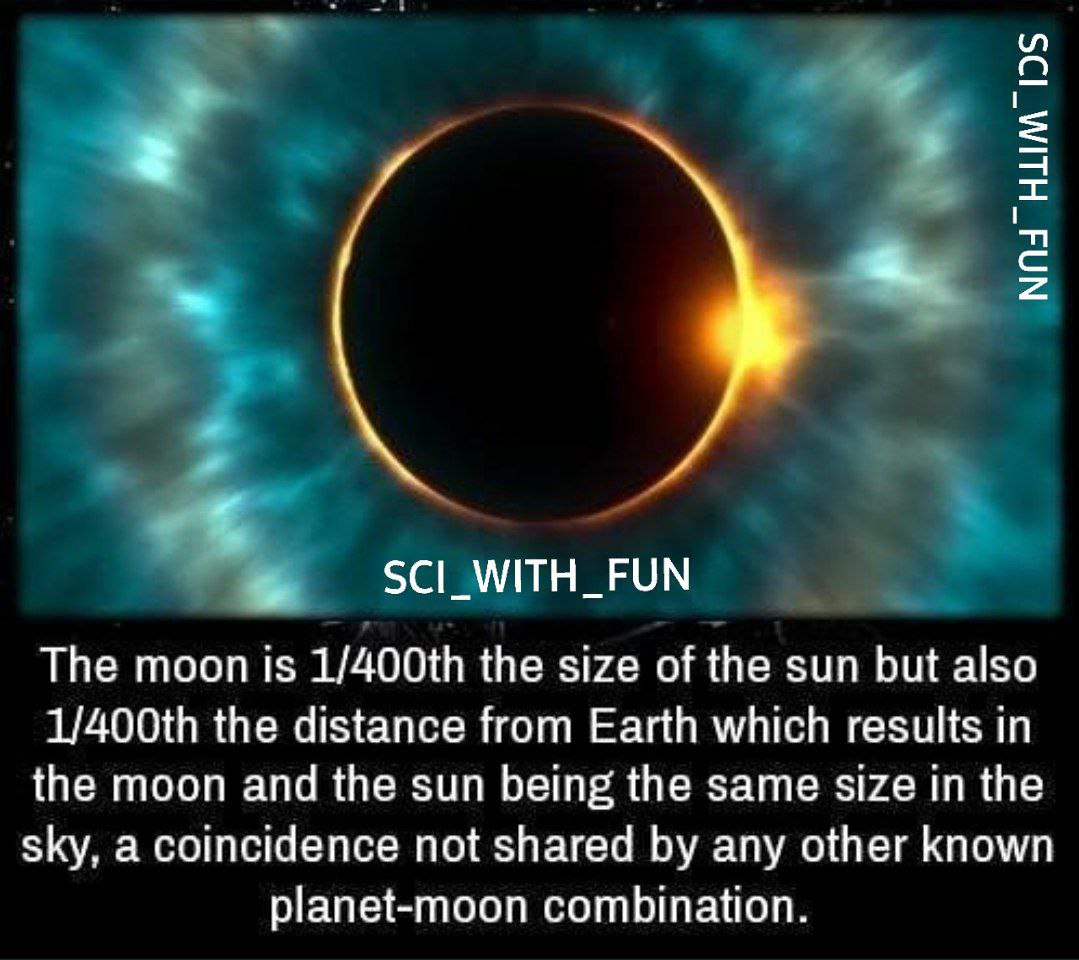 SCI_WITH_FUN
SCI_WITH_FUN
The moon is 1/400th the size of the sun but also
1/400th the distance from Earth which results in
the moon and the sun being the same size in the
sky, a coincidence not shared by any other known
planet-moon combination.